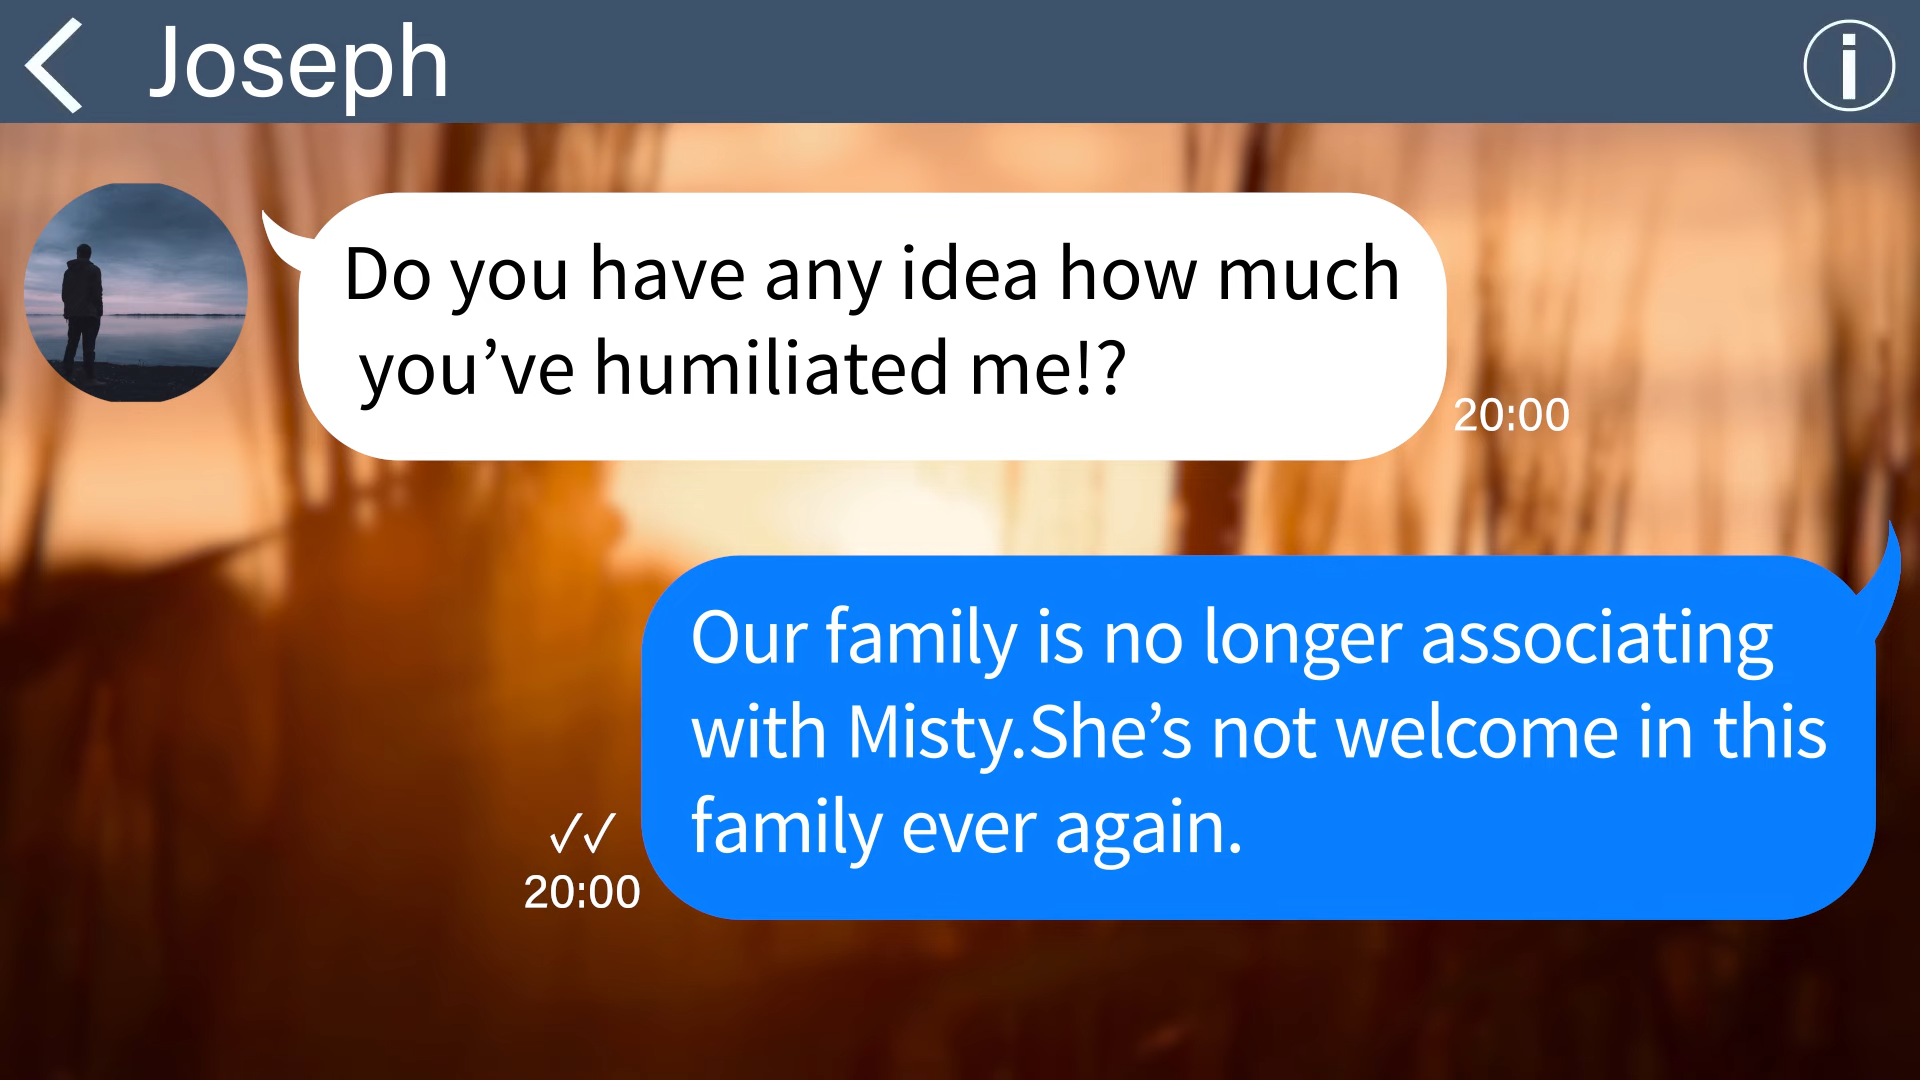 Joseph
Do you have any idea how much
you’ve humiliated me!?
20:00
Our family is no longer associating
with Misty.She’s not welcome in this
family ever again.
✓✓
20:00